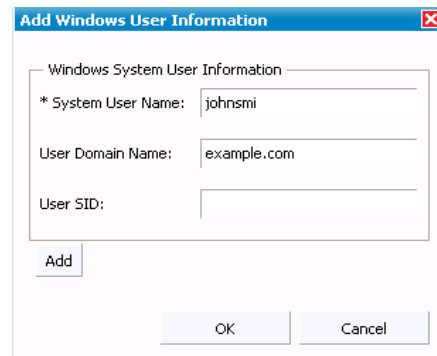 Add Windows User Information
Windows System User Information
* System User Name: johnsmi
User Domain Name: example.com
User SID:
Add
OK Cancel